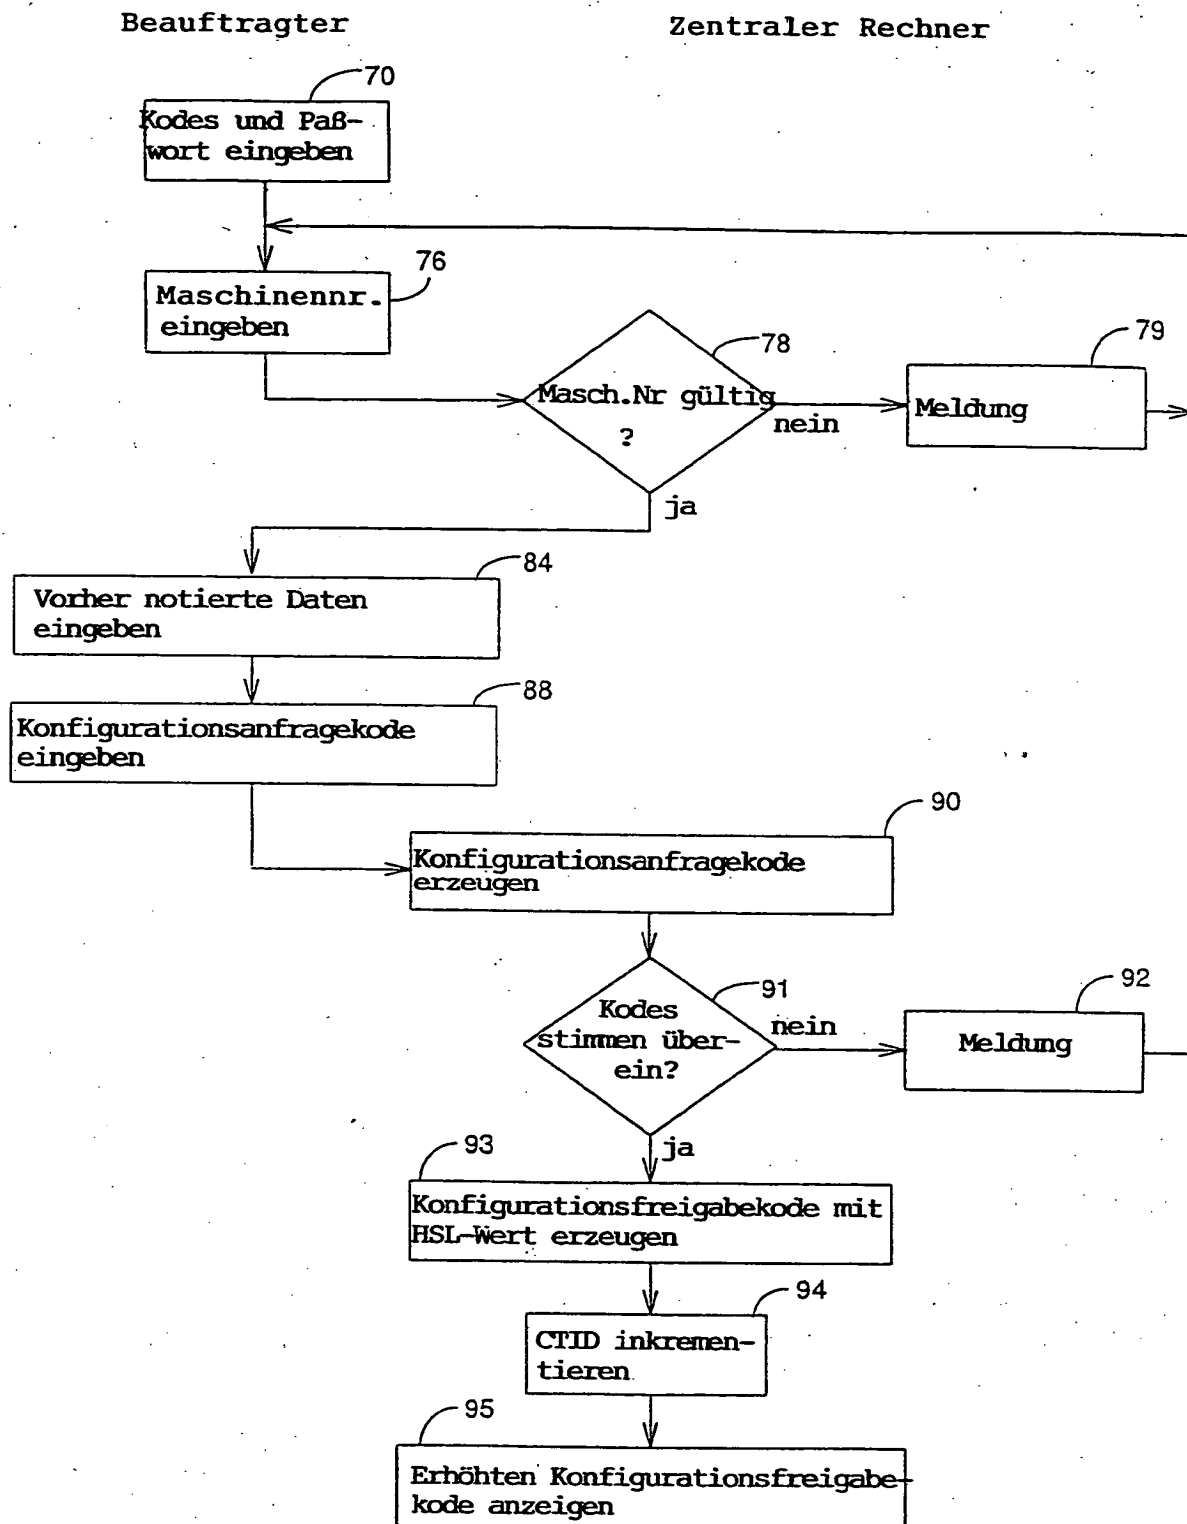 Beauftragter
Zentraler Rechner
70
Kodes und Paß-
wort eingeben
76
Maschinennr.
eingeben
78
Masch.Nr gültig
?
nein
79
Meldung
ja
84
Vorher notierte Daten
eingeben
88
Konfigurationsanfragekode
eingeben
90
Konfigurationsanfragekode
erzeugen
91
Kodes
stimmen über-
ein?
nein
92
Meldung
ja
93
Konfigurationsfreigabekode mit
HSL-Wert erzeugen
94
CTID inkremen-
tieren
95
Erhöhten Konfigurationsfreigabe-
kode anzeigen